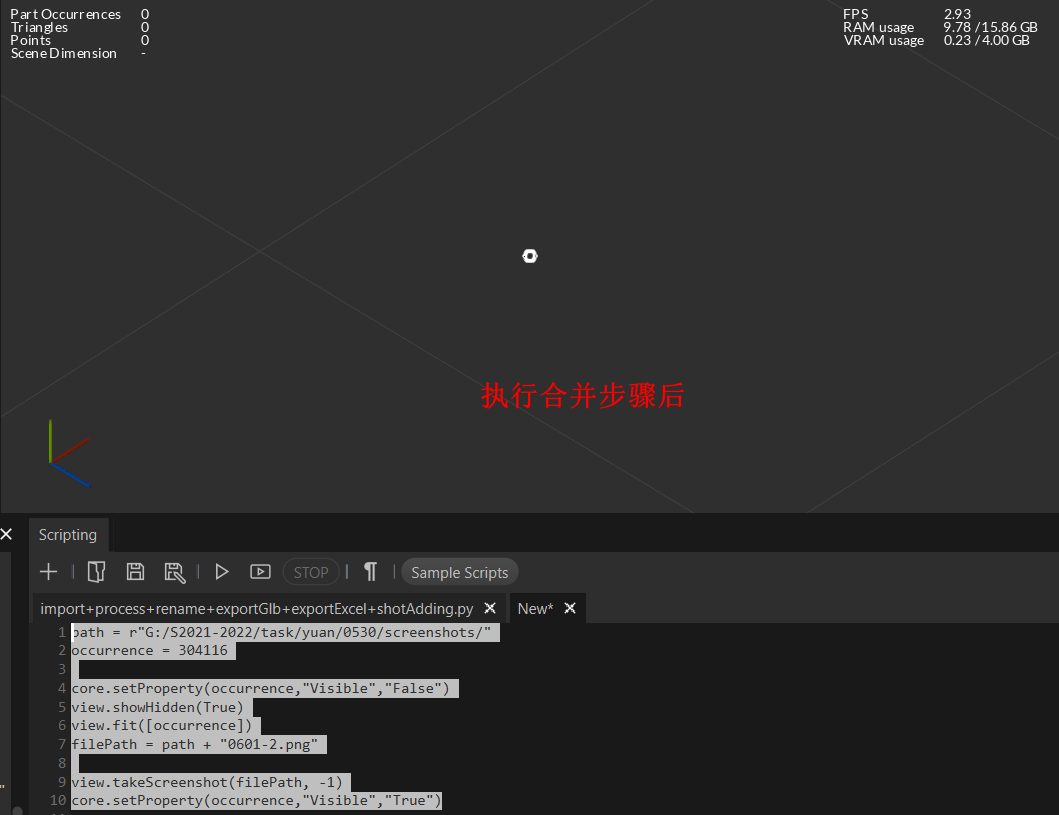 Part Occurrences 0
Triangles 0
Points 0
Scene Dimension -
FPS 2.93
RAM usage 9.78 / 15.86 GB
VRAM usage 0.23 / 4.00 GB
执行合并步骤后
Scripting
STOP
Sample Scripts
import+process+rename+exportGlb+exportExcel+shotAdding.py
New*
1 path = r"G:/S2021-2022/task/yuan/0530/screenshots/"
2 occurrence = 304116
3
4 core.setProperty(occurrence,"Visible","False")
5 view.showHidden(True)
6 view.fit([occurrence])
7 filePath = path + "0601-2.png"
8
9 view.takeScreenshot(filePath, -1)
10 core.setProperty(occurrence,"Visible","True")